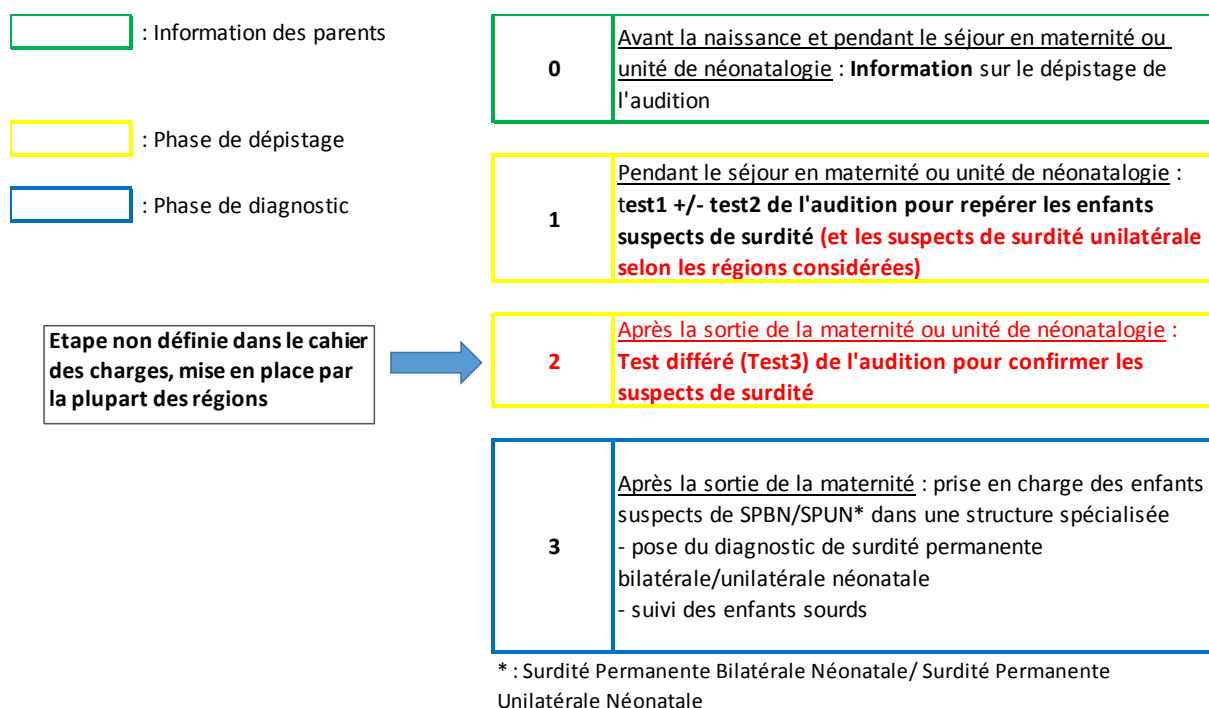 : Information des parents
: Phase de dépistage
: Phase de diagnostic
Etape non définie dans le cahier
des charges, mise en place par
la plupart des régions
0
Avant la naissance et pendant le séjour en maternité ou
unité de néonatalogie : Information sur le dépistage de
l'audition
1
Pendant le séjour en maternité ou unité de néonatalogie :
test1 +/- test2 de l'audition pour repérer les enfants
suspects de surdité (et les suspects de surdité unilatérale
selon les régions considérées)
2
Après la sortie de la maternité ou unité de néonatalogie :
Test différé (Test3) de l'audition pour confirmer les
suspects de surdité
3
Après la sortie de la maternité : prise en charge des enfants
suspects de SPBN/SPUN* dans une structure spécialisée
- pose du diagnostic de surdité permanente
bilatérale/unilatérale néonatale
- suivi des enfants sourds
* : Surdité Permanente Bilatérale Néonatale/ Surdité Permanente
Unilatérale Néonatale